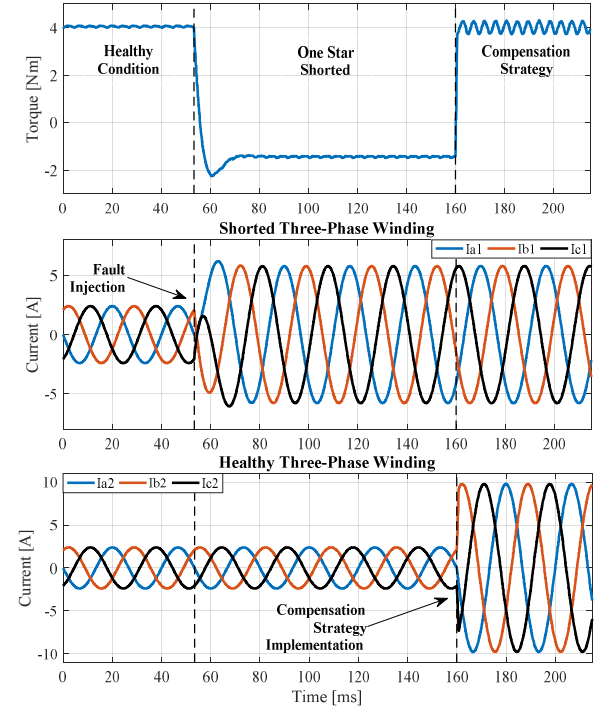 4
2
0
-2
Torque [Nm]
Healthy
Condition
One Star
Shorted
Compensation
Strategy
0 20 40 60 80 100 120 140 160 180 200
Shorted Three-Phase Winding
5
0
-5
Current [A]
Ia1 Ib1 Ic1
Fault
Injection
0 20 40 60 80 100 120 140 160 180 200
Healthy Three-Phase Winding
10
5
0
-5
-10
Current [A]
Ia2 Ib2 Ic2
Compensation
Strategy
Implementation
0 20 40 60 80 100 120 140 160 180 200
Time [ms]